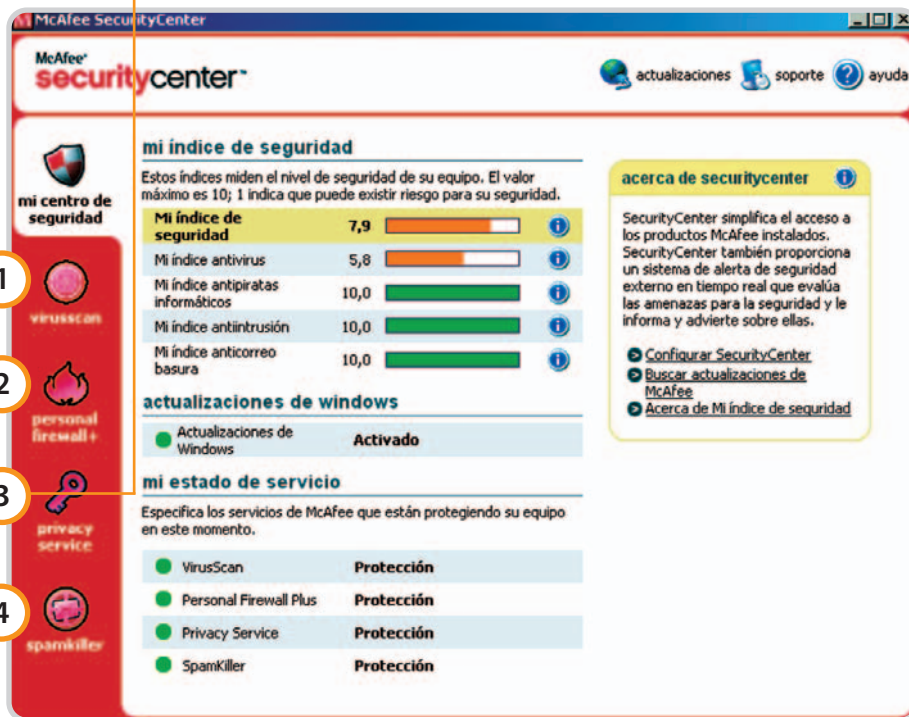 McAfee SecurityCenter
McAfee®
securitycenter™
actualizaciones
soporte
ayuda
mi centro de
seguridad
1
virusscan
2
personal
firewall+
3
privacy
service
4
spamkiller
mi índice de seguridad
Estos índices miden el nivel de seguridad de su equipo. El valor
máximo es 10; 1 indica que puede existir riesgo para su seguridad.
Mi índice de
seguridad
7,9
Mi índice antivirus
5,8
Mi índice antipiratas
informáticos
10,0
Mi índice antiintrusión
10,0
Mi índice anticorreo
basura
10,0
actualizaciones de windows
Actualizaciones de
Windows
Activado
mi estado de servicio
Especifica los servicios de McAfee que están protegiendo su equipo
en este momento.
VirusScan Protección
Personal Firewall Plus Protección
Privacy Service Protección
SpamKiller Protección
acerca de securitycenter
SecurityCenter simplifica el acceso a
los productos McAfee instalados.
SecurityCenter también proporciona
un sistema de alerta de seguridad
externo en tiempo real que evalúa
las amenazas para la seguridad y le
informa y advierte sobre ellas.
Configurar SecurityCenter
Buscar actualizaciones de
McAfee
Acerca de Mi índice de seguridad